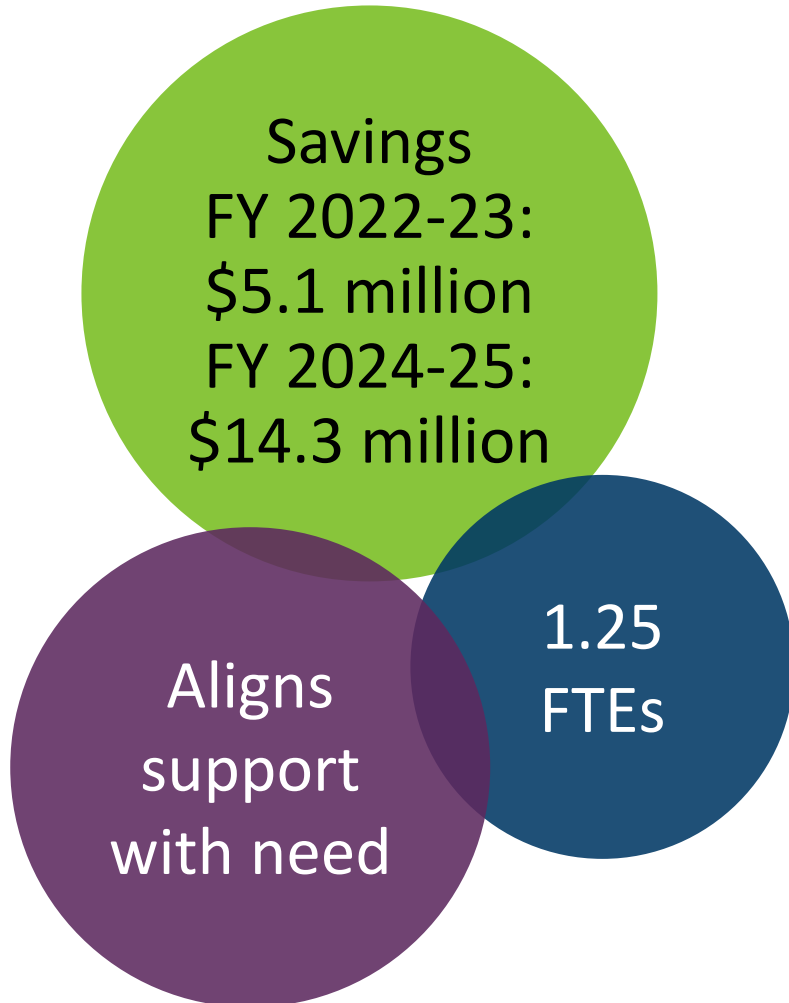 Savings
FY 2022-23:
$5.1 million
FY 2024-25:
$14.3 million
1.25
FTEs
Aligns
support
with need